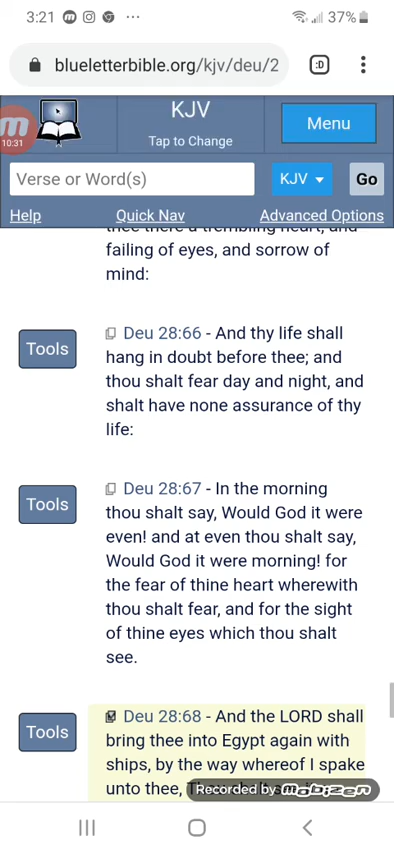 3:21 ... 37%
blueletterbible.org/kjv/deu/2
:D
KJV
Tap to Change
Menu
10:31
Verse or Word(s)
KJV
Go
Help Quick Nav Advanced Options
thee there a trembling heart, and
failing of eyes, and sorrow of
mind:
Tools
Deu 28:66 - And thy life shall
hang in doubt before thee; and
thou shalt fear day and night, and
shalt have none assurance of thy
life:
Tools
Deu 28:67 - In the morning
thou shalt say, Would God it were
even! and at even thou shalt say,
Would God it were morning! for
the fear of thine heart wherewith
thou shalt fear, and for the sight
of thine eyes which thou shalt
see.
Tools
Deu 28:68 - And the LORD shall
bring thee into Egypt again with
ships, by the way whereof I spake
unto thee,
Recorded by mobizen